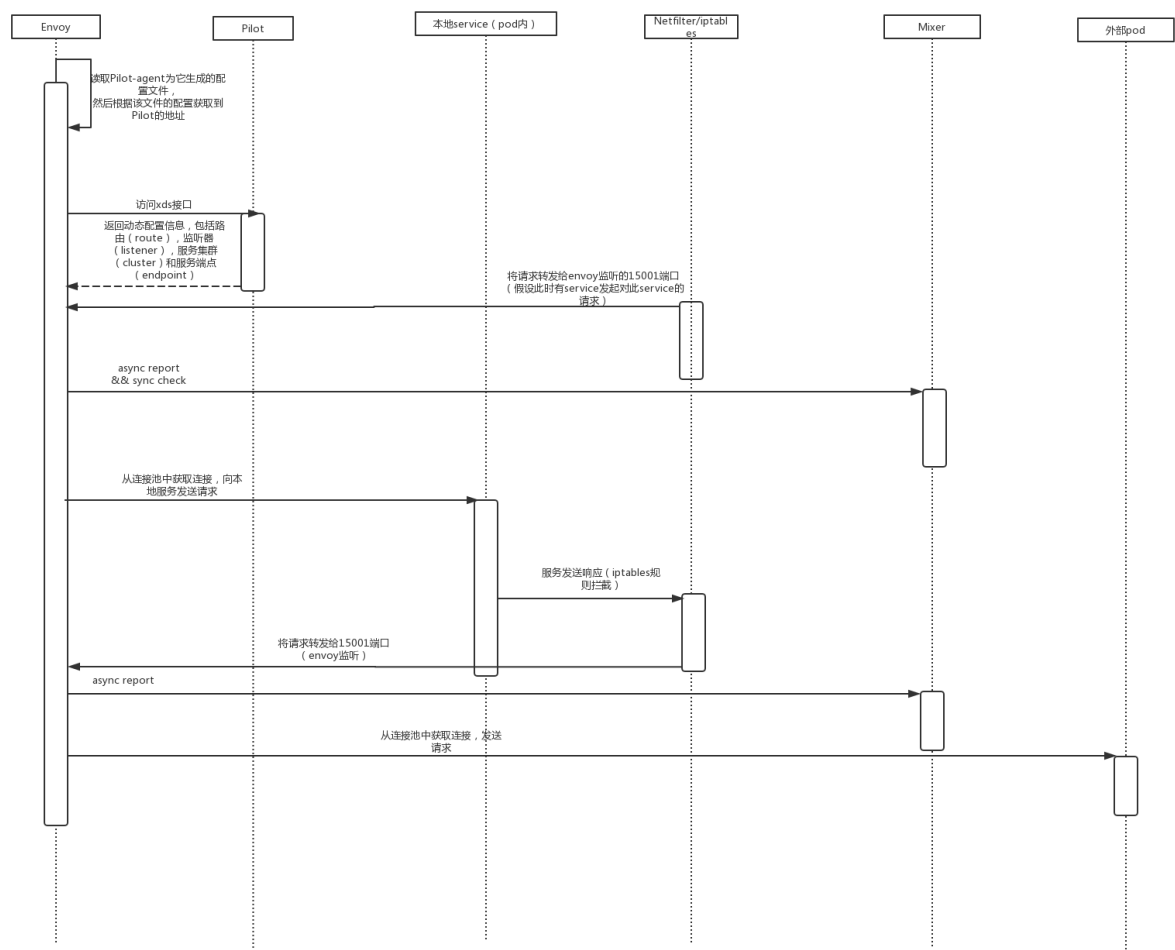 Envoy
Pilot
本地service（pod内）
Netfilter/iptabl
es
Mixer
外部pod
读取Pilot-agent为它生成的配
置文件，
然后根据该文件的配置获取到
Pilot的地址
访问xds接口
返回动态配置信息，包括路
由（route），监听器
（listener），服务集群
（cluster）和服务端点
（endpoint）
将请求转发给envoy监听的15001端口
（假设此时有service发起对此service的
请求）
async report
&& sync check
从连接池中获取连接，向本
地服务发送请求
服务发送响应（iptables规
则拦截）
将请求转发给15001端口
（envoy监听）
async report
从连接池中获取连接，发送
请求